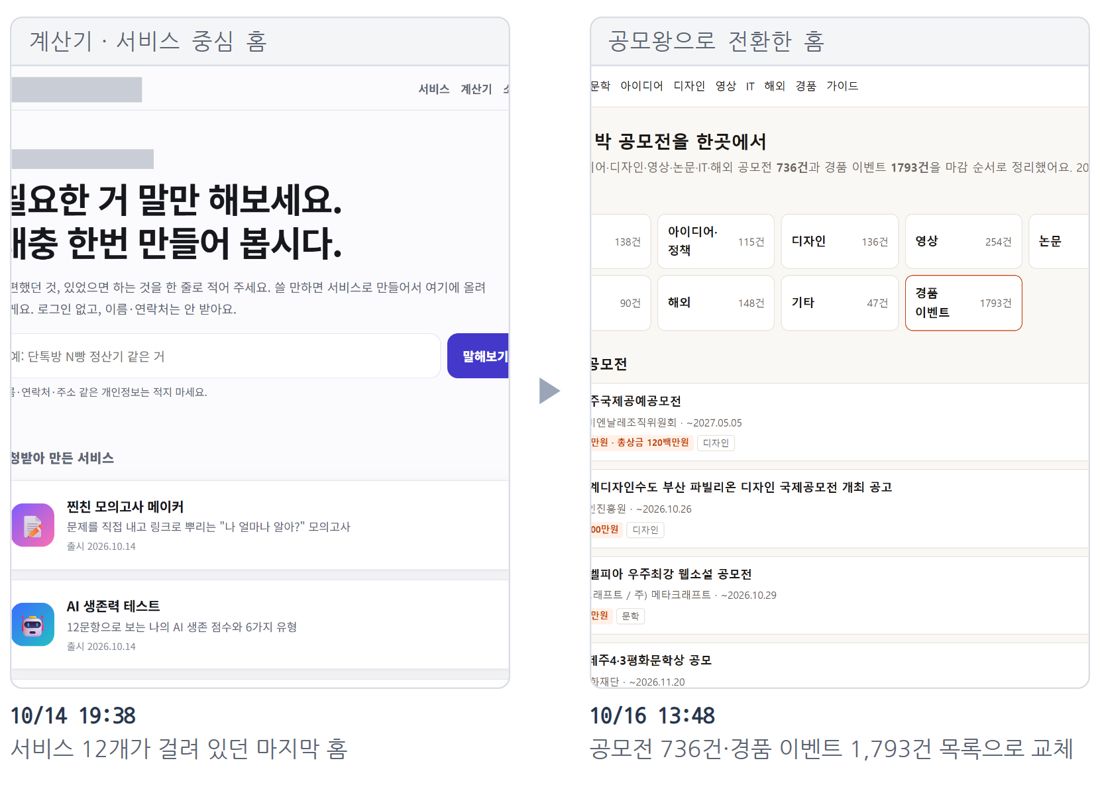 계산기 · 서비스 중심 홈
서비스 계산기
필요한 거 말만 해보세요.
대충 한번 만들어 봅시다.
편했던 것, 있었으면 하는 것을 한 줄로 적어 주세요. 쓸 만하면 서비스로 만들어서 여기에 올려
게요. 로그인 없고, 이름·연락처는 안 받아요.
예: 단톡방 N빵 정산기 같은 거
말해보기
·연락처·주소 같은 개인정보는 적지 마세요.
청받아 만든 서비스
찐친 모의고사 메이커
문제를 직접 내고 링크로 뿌리는 "나 얼마나 알아?" 모의고사
출시 2026.10.14
AI 생존력 테스트
12문항으로 보는 나의 AI 생존 점수와 6가지 유형
출시 2026.10.14
10/14 19:38
서비스 12개가 걸려 있던 마지막 홈
공모왕으로 전환한 홈
문학 아이디어 디자인 영상 IT 해외 경품 가이드
박 공모전을 한곳에서
어·디자인·영상·논문·IT·해외 공모전 736건과 경품 이벤트 1793건을 마감 순서로 정리했어요. 20
138건
아이디어·
정책
115건
디자인 136건
영상 254건
논문
90건
해외 148건
기타 47건
경품
이벤트
1793건
공모전
주국제공예공모전
비엔날레조직위원회 · ~2027.05.05
만원 · 총상금 120백만원 디자인
계디자인수도 부산 파빌리온 디자인 국제공모전 개최 공고
인진흥원 · ~2026.10.26
00만원 디자인
벨피아 우주최강 웹소설 공모전
크래프트 / 주) 메타크래프트 · ~2026.10.29
만원 문학
제주4·3평화문학상 공모
화재단 · ~2026.11.20
10/16 13:48
공모전 736건·경품 이벤트 1,793건 목록으로 교체